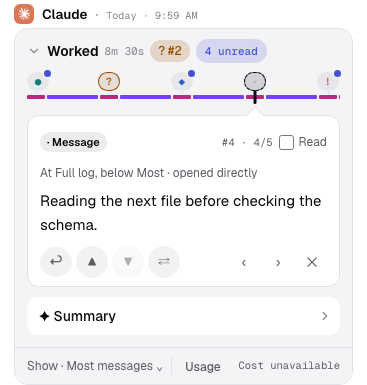 Claude · Today · 9:59 AM
Worked 8m 30s ? #2 4 unread
? !
· Message #4 · 4/5 Read
At Full log, below Most · opened directly
Reading the next file before checking the
schema.
Summary
Show · Most messages Usage Cost unavailable